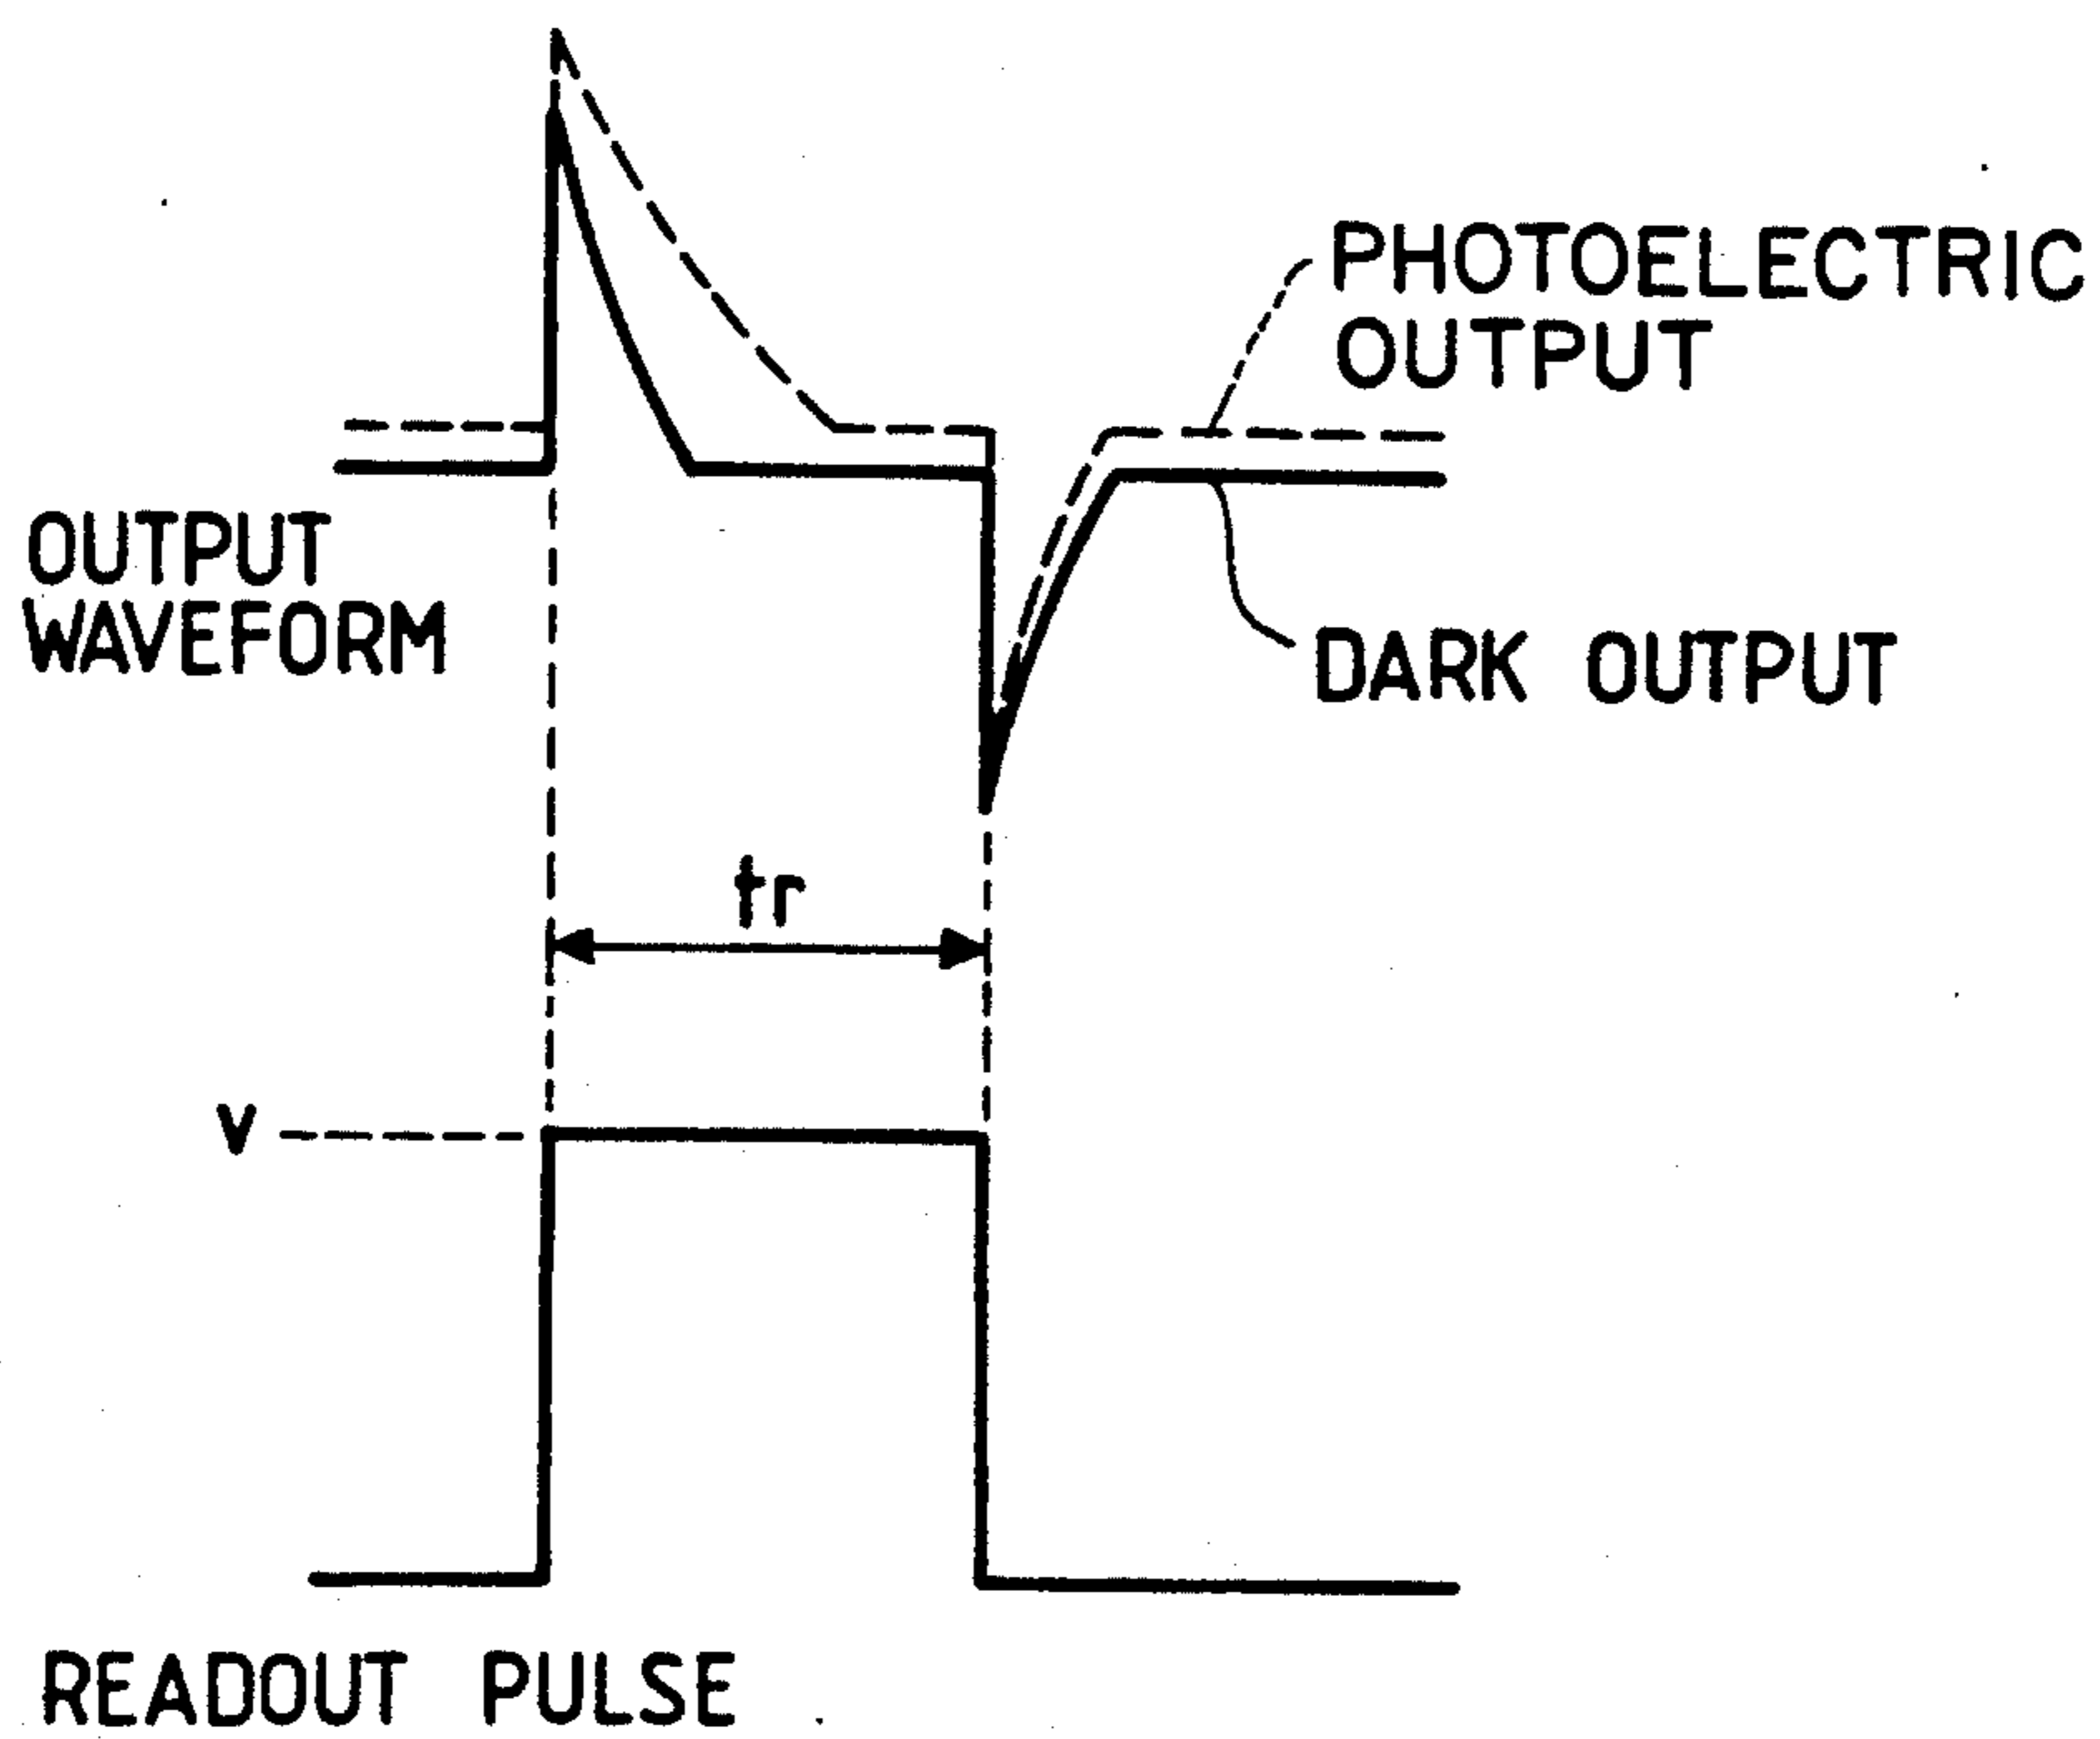 PHOTOELECTRIC
OUTPUT
OUTPUT
WAVEFORM
DARK OUTPUT
tr
V
READOUT PULSE